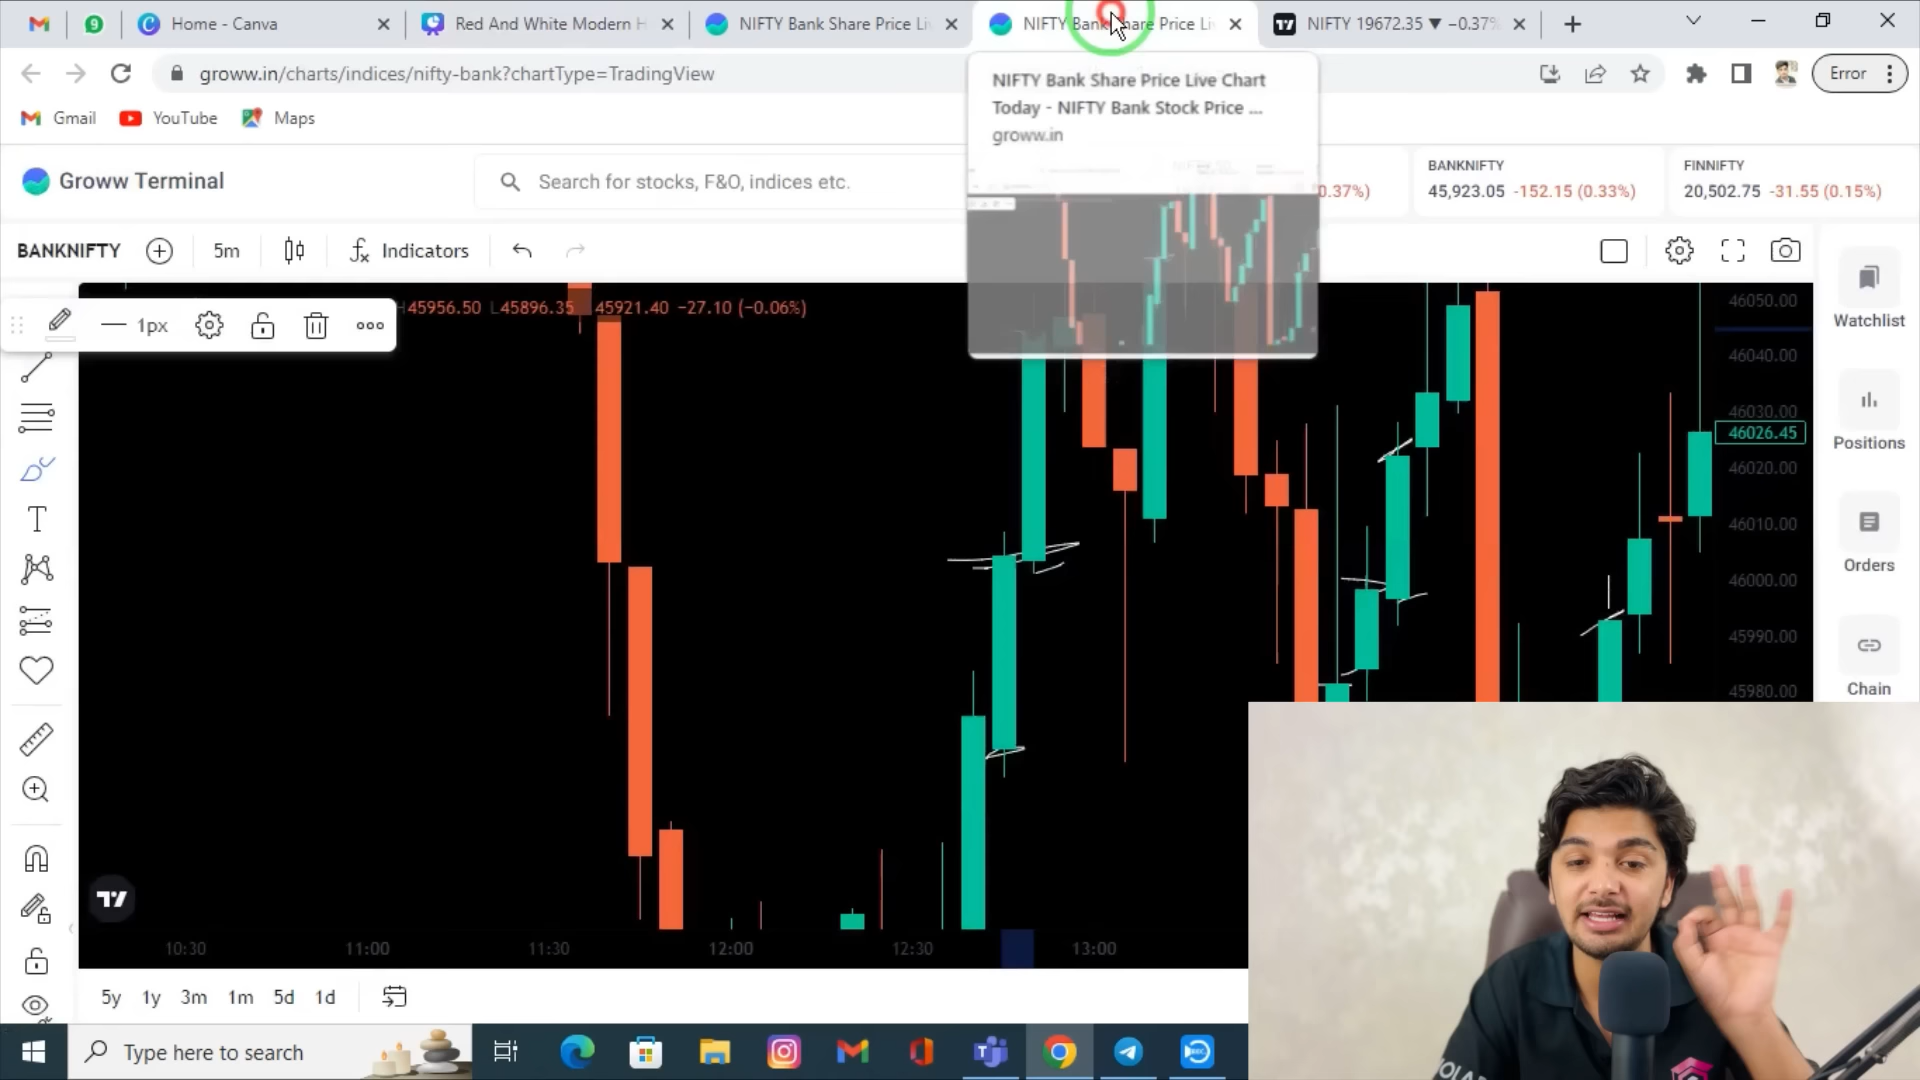 9
Home - Canva
Red And White Modern H
NIFTY Bank Share Price Li
NIFTY Bank Share Price Li
NIFTY 19672.35 ▼ −0.37%
groww.in/charts/indices/nifty-bank?chartType=TradingView
Error
Gmail
YouTube
Maps
NIFTY Bank Share Price Live Chart
Today - NIFTY Bank Stock Price ...
groww.in
Groww Terminal
Search for stocks, F&O, indices etc.
0.37%)
BANKNIFTY
45,923.05 -152.15 (0.33%)
FINNIFTY
20,502.75 -31.55 (0.15%)
BANKNIFTY
5m
Indicators
H45956.50 L45896.35 45921.40 −27.10 (−0.06%)
1px
46050.00
46040.00
46030.00
46026.45
46020.00
46010.00
46000.00
45990.00
45980.00
Watchlist
Positions
Orders
Chain
10:30
11:00
11:30
12:00
12:30
13:00
5y
1y
3m
1m
5d
1d
Type here to search
REC